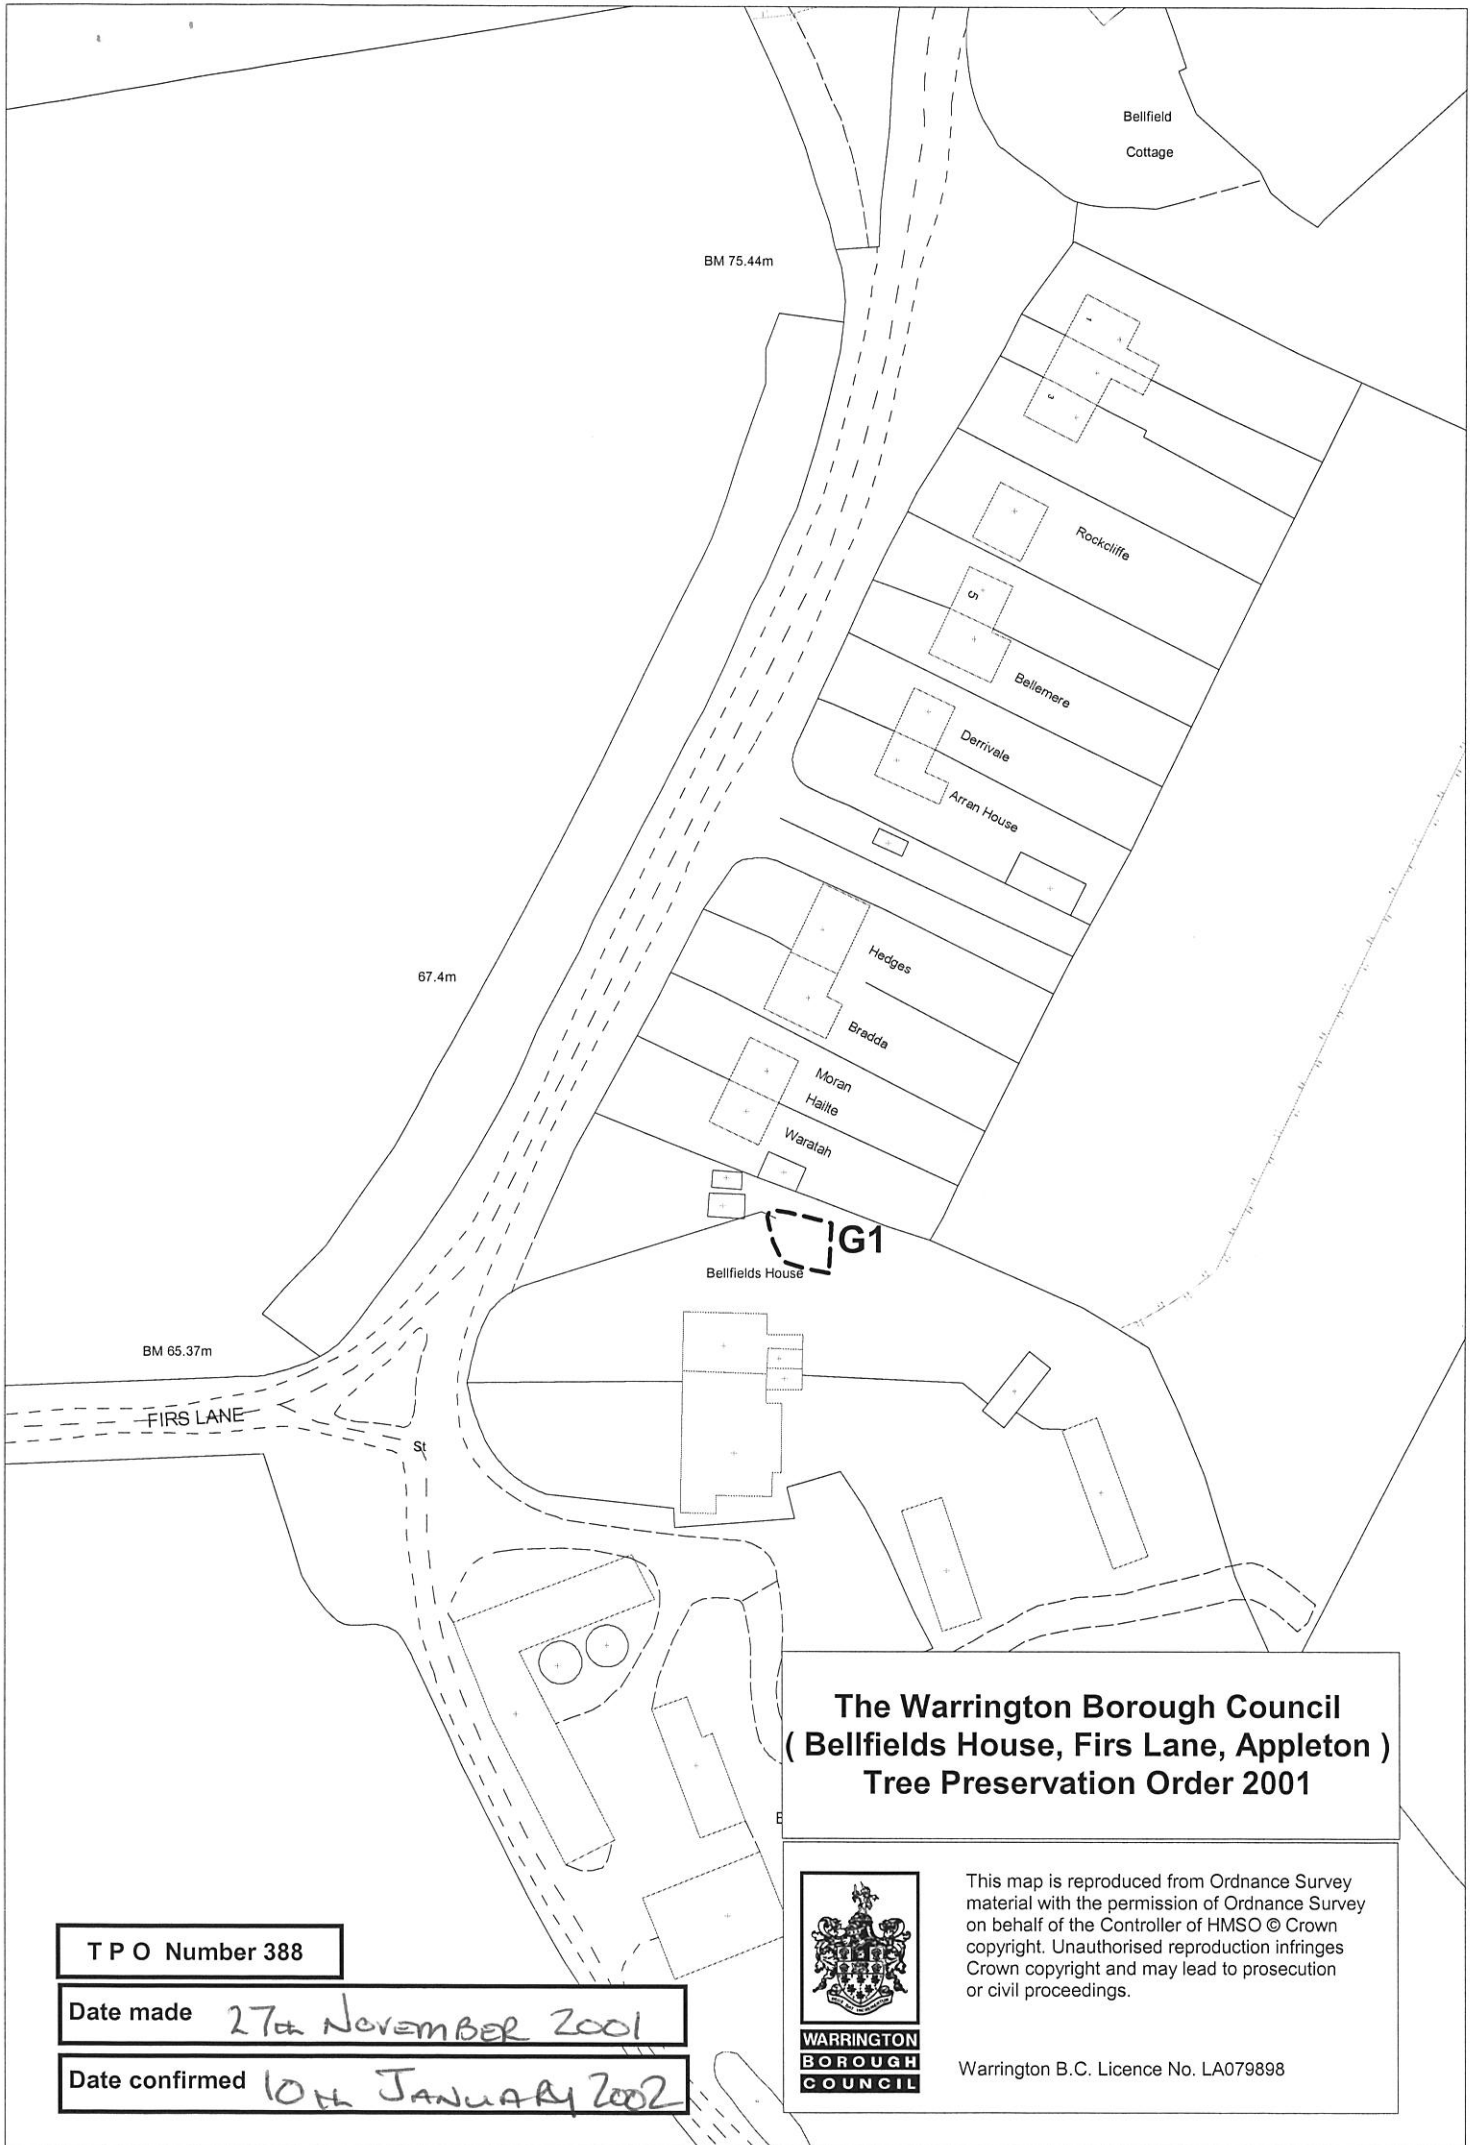 Bellfield
Cottage
BM 75.44m
1
3
Rockcliffe
5
Bellemere
Derrivale
Arran House
Hedges
67.4m
Bradda
Moran
Hailte
Waratah
G1
Bellfields House
BM 65.37m
FIRS LANE
St
The Warrington Borough Council
( Bellfields House, Firs Lane, Appleton )
Tree Preservation Order 2001
This map is reproduced from Ordnance Survey
material with the permission of Ordnance Survey
on behalf of the Controller of HMSO © Crown
copyright. Unauthorised reproduction infringes
Crown copyright and may lead to prosecution
or civil proceedings.
WARRINGTON
BOROUGH
COUNCIL
Warrington B.C. Licence No. LA079898
T P O Number 388
Date made 27th NOVEMBER 2001
Date confirmed 10th JANUARY 2002